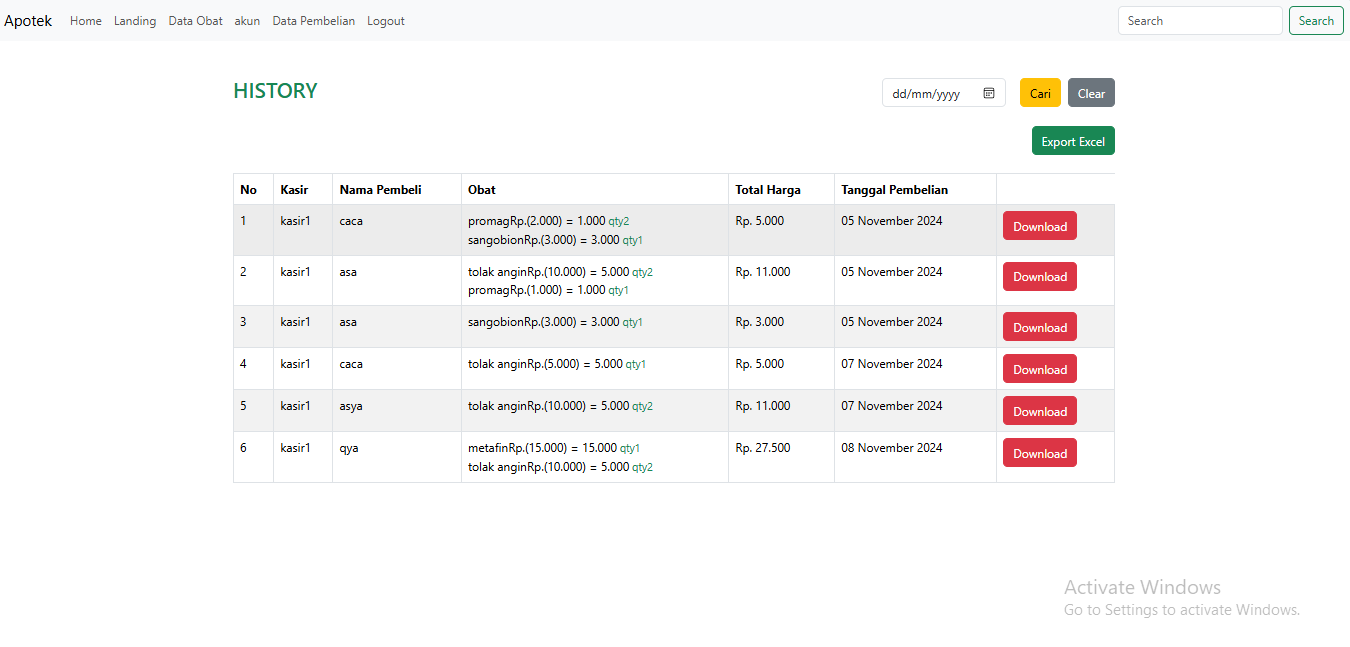 Apotek Home Landing Data Obat akun Data Pembelian Logout Search Search
HISTORY dd/mm/yyyy Cari Clear
Export Excel
No Kasir Nama Pembeli Obat Total Harga Tanggal Pembelian
1 kasir1 caca promagRp.(2.000) = 1.000 qty2 Rp. 5.000 05 November 2024 Download
sangobionRp.(3.000) = 3.000 qty1
2 kasir1 asa tolak anginRp.(10.000) = 5.000 qty2 Rp. 11.000 05 November 2024 Download
promagRp.(1.000) = 1.000 qty1
3 kasir1 asa sangobionRp.(3.000) = 3.000 qty1 Rp. 3.000 05 November 2024 Download
4 kasir1 caca tolak anginRp.(5.000) = 5.000 qty1 Rp. 5.000 07 November 2024 Download
5 kasir1 asya tolak anginRp.(10.000) = 5.000 qty2 Rp. 11.000 07 November 2024 Download
6 kasir1 qya metafinRp.(15.000) = 15.000 qty1 Rp. 27.500 08 November 2024 Download
tolak anginRp.(10.000) = 5.000 qty2
Activate Windows
Go to Settings to activate Windows.